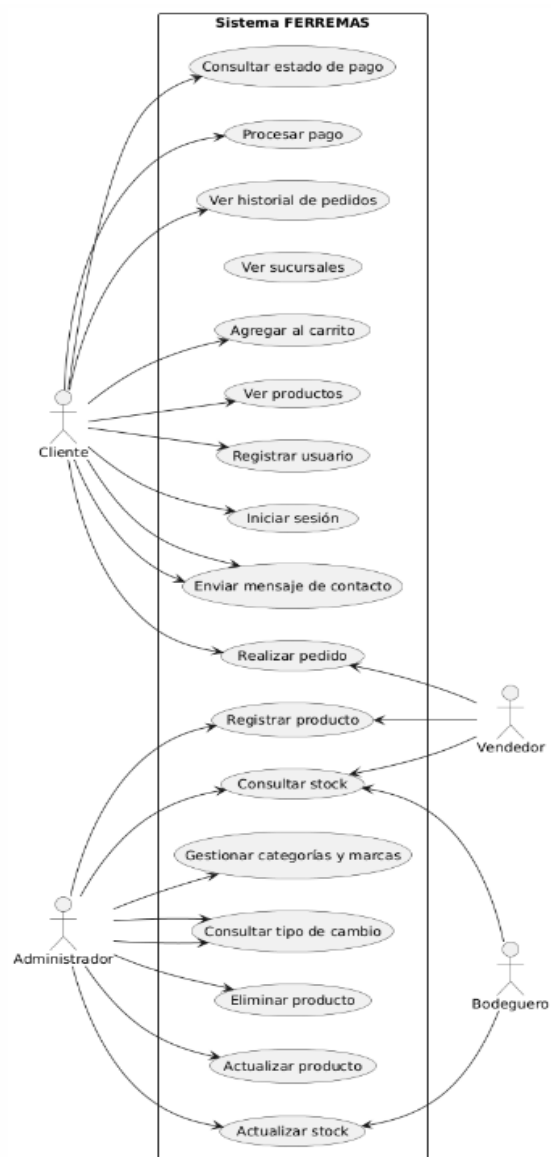 Sistema FERREMAS
Consultar estado de pago
Procesar pago
Ver historial de pedidos
Ver sucursales
Agregar al carrito
Ver productos
Cliente
Registrar usuario
Iniciar sesión
Enviar mensaje de contacto
Realizar pedido
Registrar producto
Vendedor
Consultar stock
Gestionar categorías y marcas
Consultar tipo de cambio
Administrador
Eliminar producto
Bodeguero
Actualizar producto
Actualizar stock